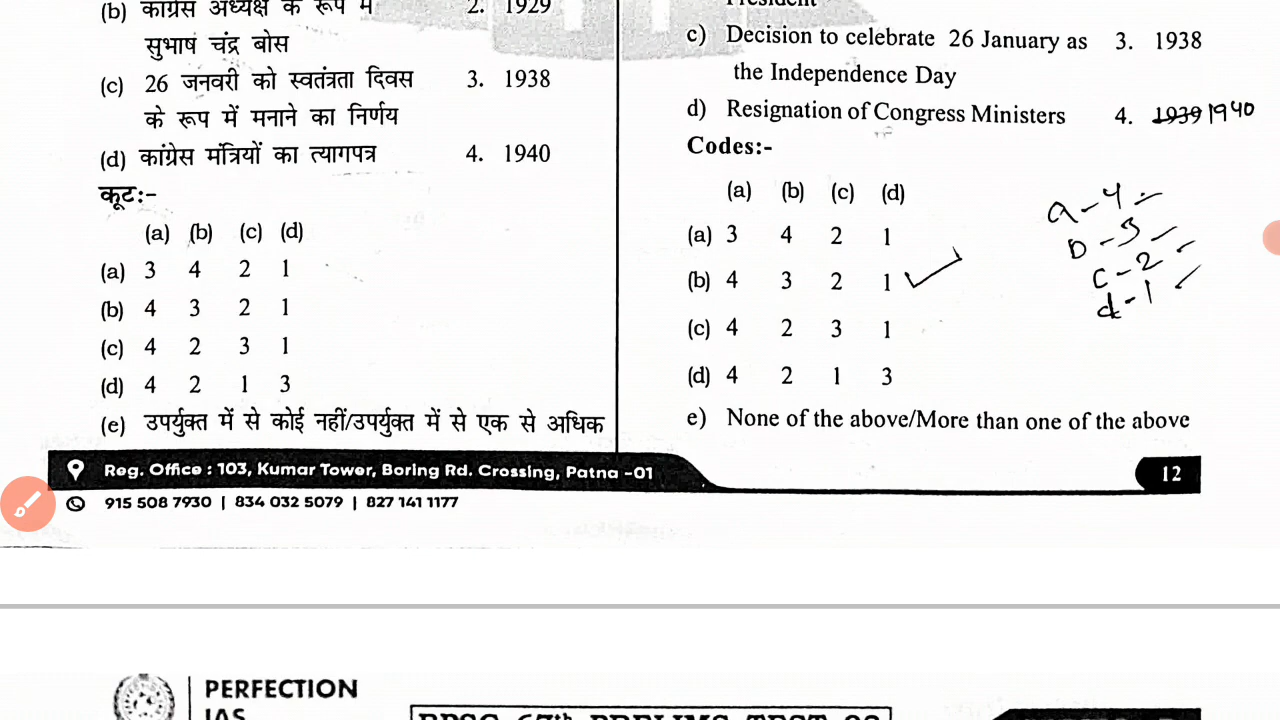 (b) कांग्रेस अध्यक्ष के रूप में 2. 1929
सुभाष चंद्र बोस
(c) 26 जनवरी को स्वतंत्रता दिवस 3. 1938
के रूप में मनाने का निर्णय
(d) कांग्रेस मंत्रियों का त्यागपत्र 4. 1940
कूटः-
(a) (b) (c) (d)
(a) 3 4 2 1
(b) 4 3 2 1
(c) 4 2 3 1
(d) 4 2 1 3
(e) उपर्युक्त में से कोई नहीं/उपर्युक्त में से एक से अधिक
President
c) Decision to celebrate 26 January as 3. 1938
the Independence Day
d) Resignation of Congress Ministers 4. 1939 1940
Codes:-
(a) (b) (c) (d)
(a) 3 4 2 1
(b) 4 3 2 1
(c) 4 2 3 1
(d) 4 2 1 3
e) None of the above/More than one of the above
a-4
b-3
c-2
d-1
Reg. Office : 103, Kumar Tower, Boring Rd. Crossing, Patna -01
12
915 508 7930 | 834 032 5079 | 827 141 1177
PERFECTION
IAS
BPSC 67th PRELIMS TEST